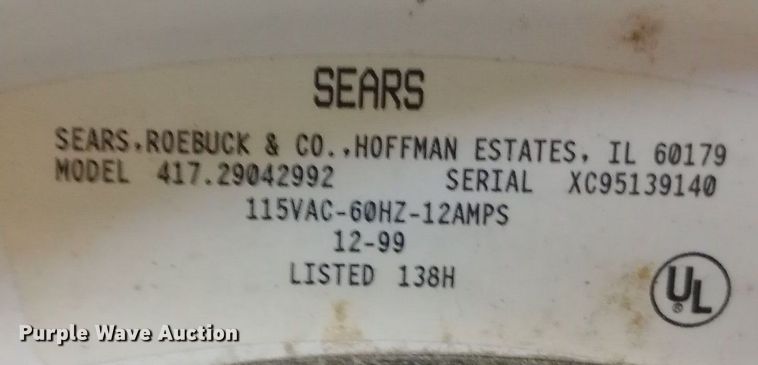 SEARS
SEARS,ROEBUCK & CO.,HOFFMAN ESTATES, IL 60179
MODEL 417.29042992 SERIAL XC95139140
115VAC-60HZ-12AMPS
12-99
LISTED 138H
UL
®
Purple Wave Auction